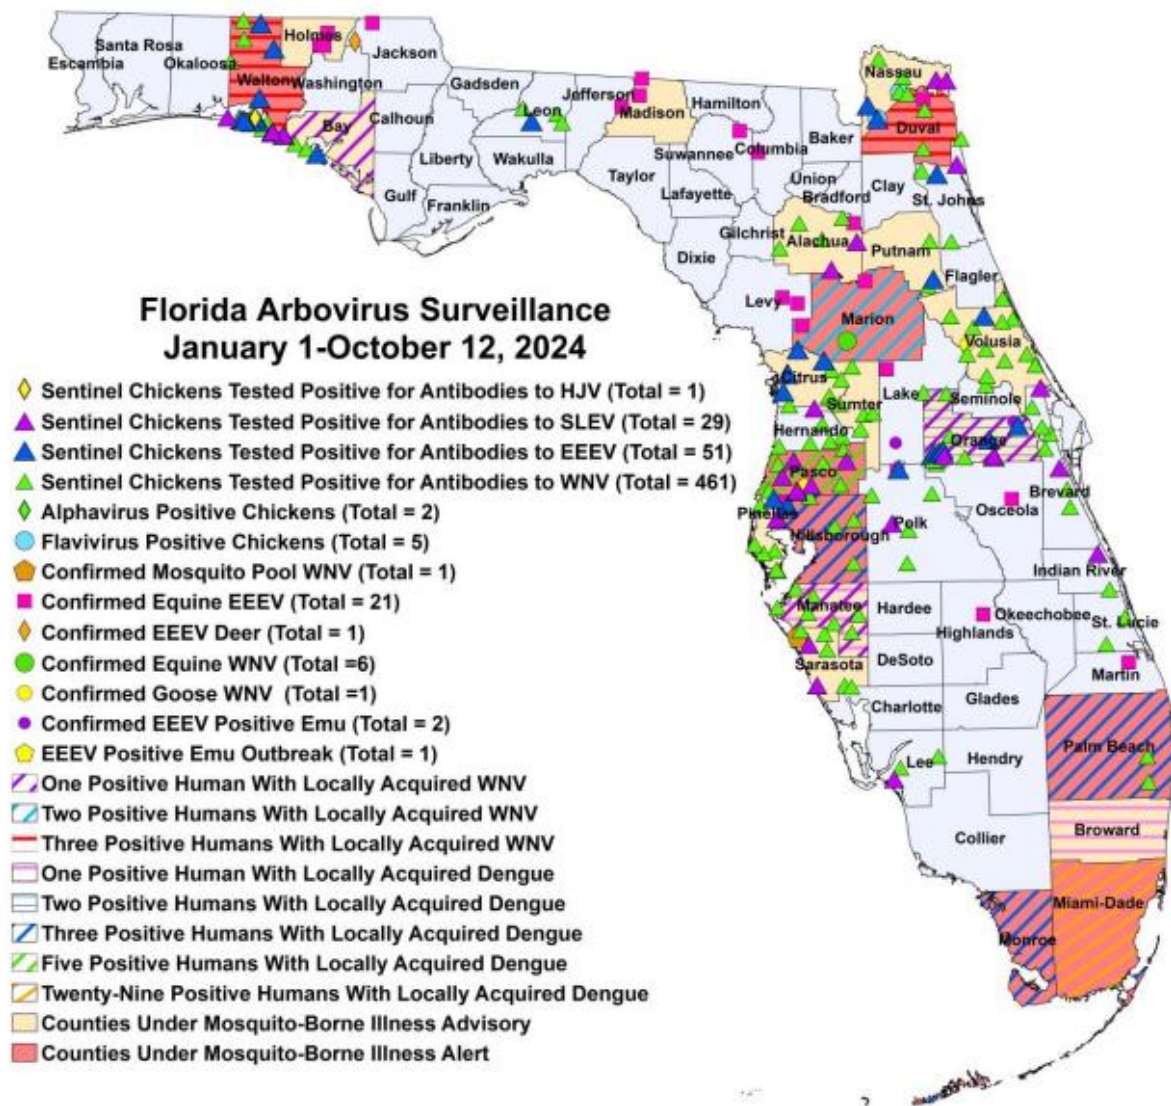 Santa Rosa
Escambia
Okaloosa
Holmes
Walton
Washington
Jackson
Bay
Calhoun
Gulf
Liberty
Franklin
Gadsden
Leon
Wakulla
Jefferson
Madison
Taylor
Hamilton
Suwannee
Lafayette
Columbia
Baker
Union
Bradford
Nassau
Duval
Clay
St. Johns
Gilchrist
Dixie
Alachua
Putnam
Flagler
Levy
Marion
Volusia
Citrus
Sumter
Lake
Seminole
Hernando
Orange
Pasco
Pinellas
Hillsborough
Polk
Osceola
Brevard
Indian River
Manatee
Hardee
Highlands
Okeechobee
St. Lucie
Sarasota
DeSoto
Martin
Charlotte
Glades
Lee
Hendry
Palm Beach
Collier
Broward
Monroe
Miami-Dade
Florida Arbovirus Surveillance
January 1-October 12, 2024
Sentinel Chickens Tested Positive for Antibodies to HJV (Total = 1)
Sentinel Chickens Tested Positive for Antibodies to SLEV (Total = 29)
Sentinel Chickens Tested Positive for Antibodies to EEEV (Total = 51)
Sentinel Chickens Tested Positive for Antibodies to WNV (Total = 461)
Alphavirus Positive Chickens (Total = 2)
Flavivirus Positive Chickens (Total = 5)
Confirmed Mosquito Pool WNV (Total = 1)
Confirmed Equine EEEV (Total = 21)
Confirmed EEEV Deer (Total = 1)
Confirmed Equine WNV (Total =6)
Confirmed Goose WNV (Total =1)
Confirmed EEEV Positive Emu (Total = 2)
EEEV Positive Emu Outbreak (Total = 1)
One Positive Human With Locally Acquired WNV
Two Positive Humans With Locally Acquired WNV
Three Positive Humans With Locally Acquired WNV
One Positive Human With Locally Acquired Dengue
Two Positive Humans With Locally Acquired Dengue
Three Positive Humans With Locally Acquired Dengue
Five Positive Humans With Locally Acquired Dengue
Twenty-Nine Positive Humans With Locally Acquired Dengue
Counties Under Mosquito-Borne Illness Advisory
Counties Under Mosquito-Borne Illness Alert